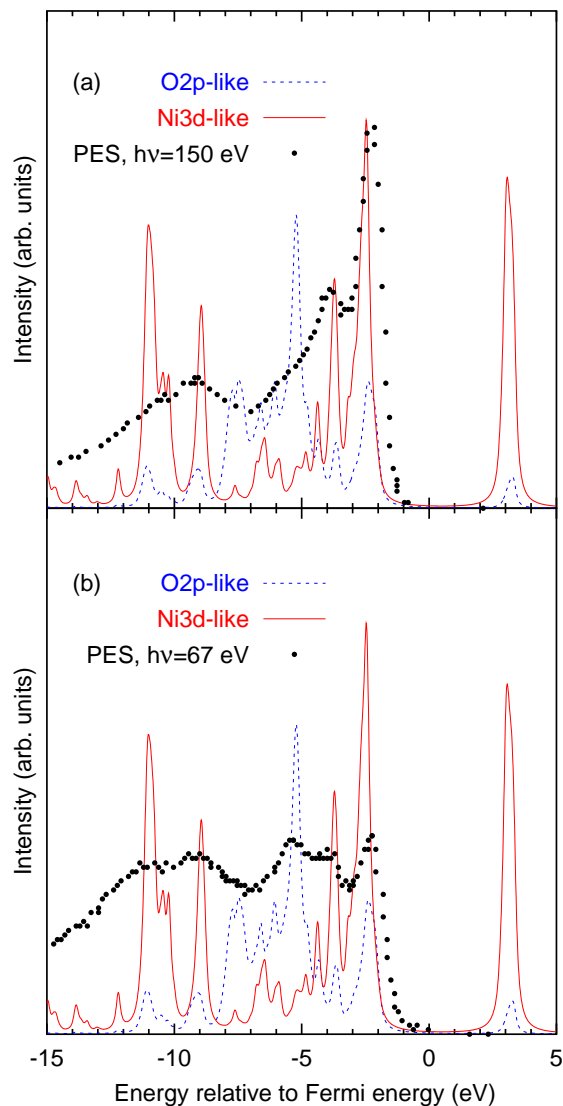 (a)
O2p-like
Ni3d-like
PES, hν=150 eV
Intensity (arb. units)
(b)
O2p-like
Ni3d-like
PES, hν=67 eV
Intensity (arb. units)
-15 -10 -5 0 5
Energy relative to Fermi energy (eV)